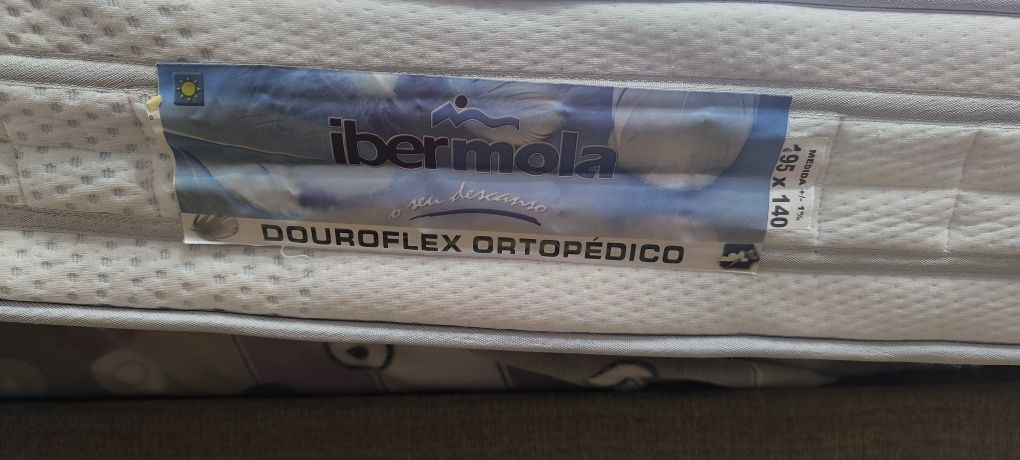 ibermola
o seu descanso
DOUROFLEX ORTOPÉDICO
MEDIDA +/- 1%
195 x 140